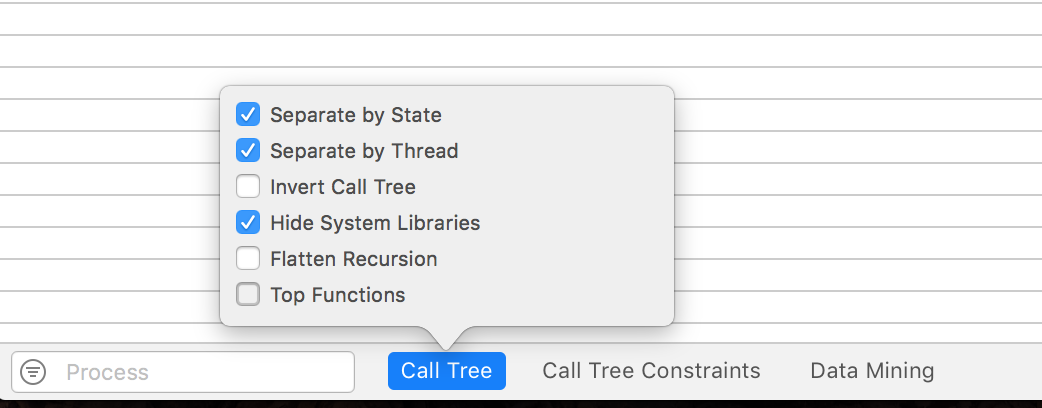 Separate by State
Separate by Thread
Invert Call Tree
Hide System Libraries
Flatten Recursion
Top Functions
Process Call Tree Call Tree Constraints Data Mining